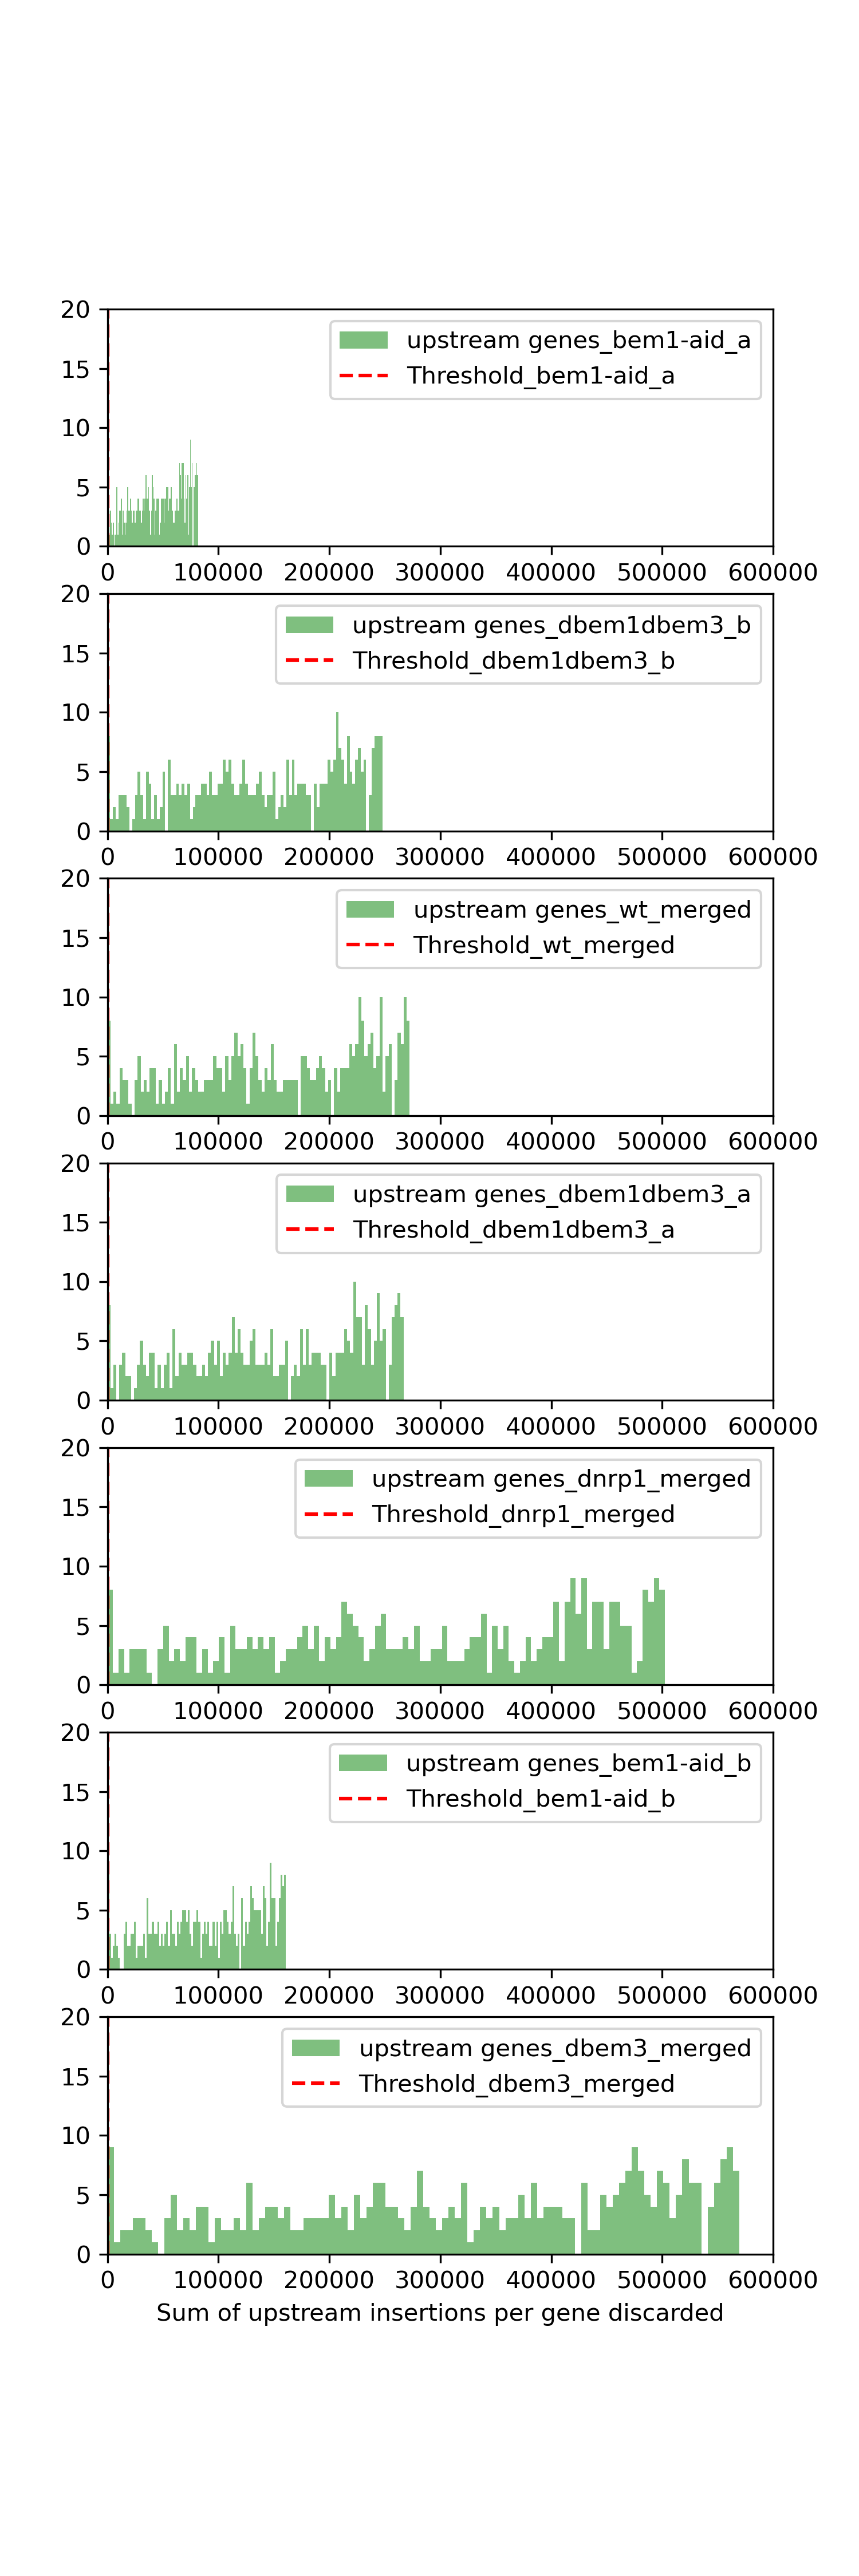 20
upstream genes_bem1-aid_a
Threshold_bem1-aid_a
15
10
5
0
0 100000 200000 300000 400000 500000 600000
20
upstream genes_dbem1dbem3_b
Threshold_dbem1dbem3_b
15
10
5
0
0 100000 200000 300000 400000 500000 600000
20
upstream genes_wt_merged
Threshold_wt_merged
15
10
5
0
0 100000 200000 300000 400000 500000 600000
20
upstream genes_dbem1dbem3_a
Threshold_dbem1dbem3_a
15
10
5
0
0 100000 200000 300000 400000 500000 600000
20
upstream genes_dnrp1_merged
Threshold_dnrp1_merged
15
10
5
0
0 100000 200000 300000 400000 500000 600000
20
upstream genes_bem1-aid_b
Threshold_bem1-aid_b
15
10
5
0
0 100000 200000 300000 400000 500000 600000
20
upstream genes_dbem3_merged
Threshold_dbem3_merged
15
10
5
0
0 100000 200000 300000 400000 500000 600000
Sum of upstream insertions per gene discarded